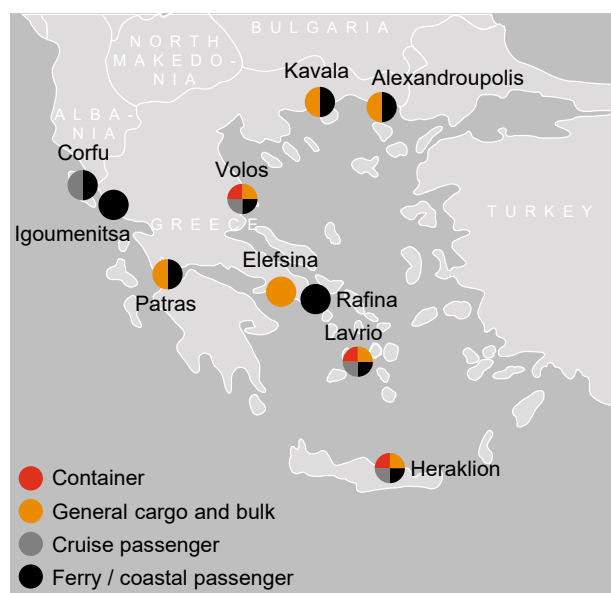 BULGARIA
NORTH
MAKEDO-
NIA
Kavala
Alexandroupolis
ALBA-
NIA
Corfu
Volos
TURKEY
GREECE
Igoumenitsa
Elefsina
Patras
Rafina
Lavrio
Heraklion
Container
General cargo and bulk
Cruise passenger
Ferry / coastal passenger